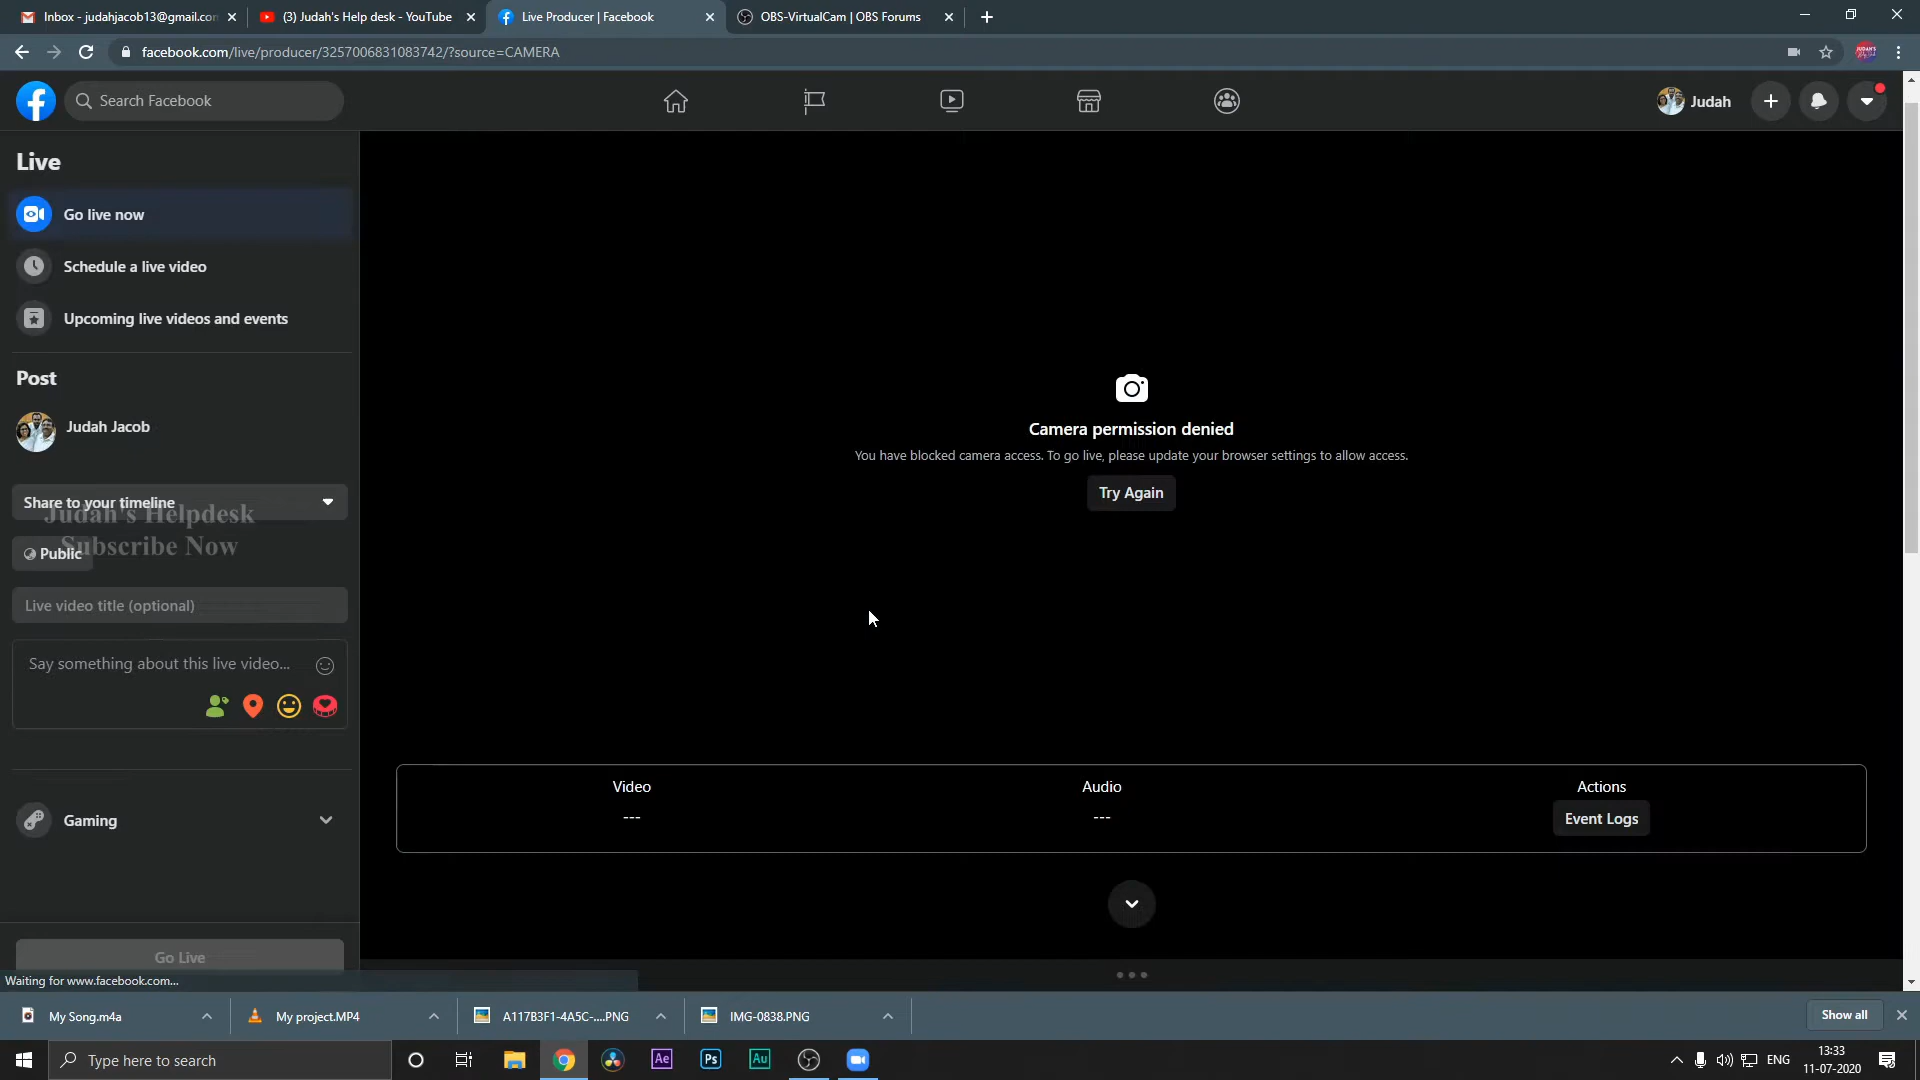 Inbox - judahjacob13@gmail.con
(3) Judah's Help desk - YouTube
Live Producer | Facebook
OBS-VirtualCam | OBS Forums
facebook.com/live/producer/3257006831083742/?source=CAMERA
Search Facebook
Judah
Live
Go live now
Schedule a live video
Upcoming live videos and events
Post
Judah Jacob
Share to your timeline
Judah's Helpdesk
Subscribe Now
Public
Live video title (optional)
Say something about this live video...
Gaming
Go Live
Waiting for www.facebook.com...
Camera permission denied
You have blocked camera access. To go live, please update your browser settings to allow access.
Try Again
Video
---
Audio
---
Actions
Event Logs
My Song.m4a
My project.MP4
A117B3F1-4A5C-....PNG
IMG-0838.PNG
Show all
Type here to search
Ae
Ps
Au
ENG
13:33
11-07-2020